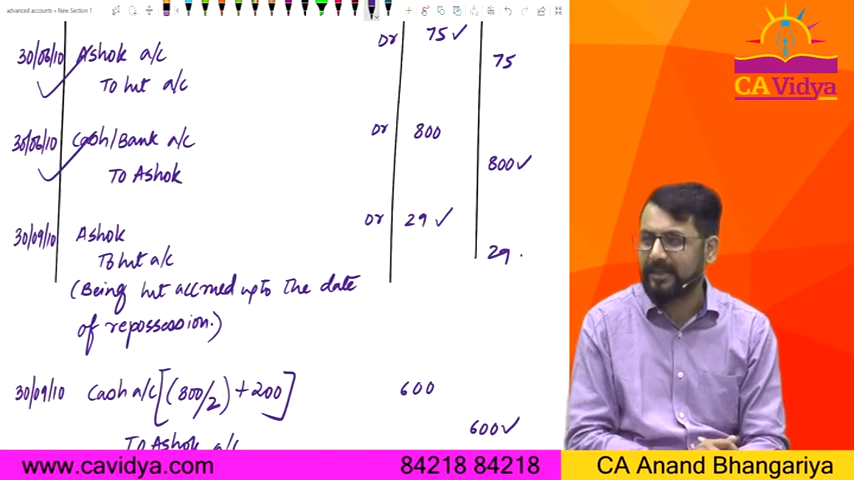 advanced accounts » New Section 1
30/06/10 Ashok a/c Dr 75 ✓
To Int a/c 75
30/06/10 Cash/Bank a/c Dr 800
To Ashok 800 ✓
30/09/10 Ashok Dr 29 ✓
To Int a/c 29.
(Being Int accrued upto the date
of repossession.)
30/09/10 Cash a/c [(800/2) + 200] 600
To Ashok a/c 600 ✓
CA Vidya
www.cavidya.com 84218 84218 CA Anand Bhangariya